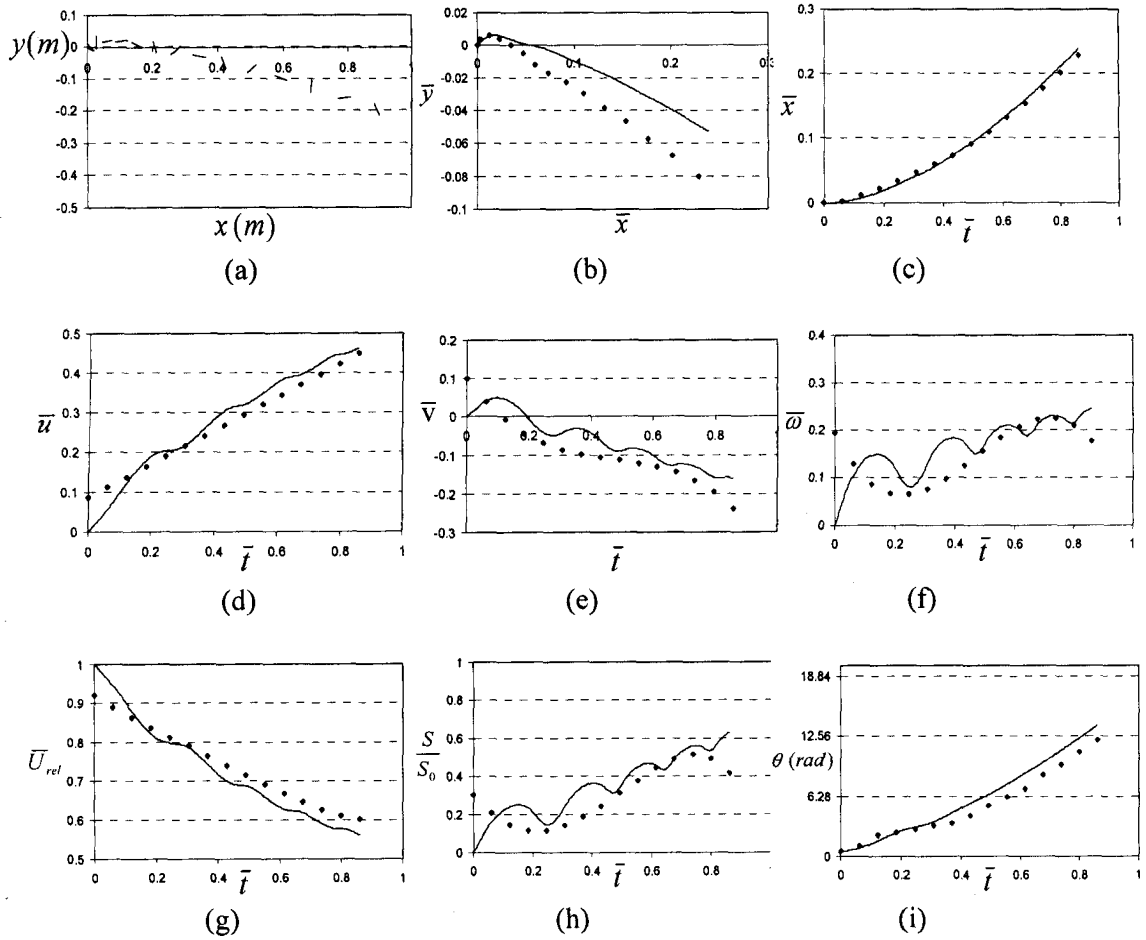 0.1
y(m) 0
0 0.2 0.4 0.6 0.8 1
-0.1
-0.2
-0.3
-0.4
-0.5
x(m)
(a)
0.02
0
0 0.1 0.2
-0.02
y̅
-0.04
-0.06
-0.08
-0.1
x̅
(b)
0.3
0.2
x̅
0.1
0
0 0.2 0.4 0.6 0.8 1
t̅
(c)
0.5
0.4
u̅ 0.3
0.2
0.1
0
0 0.2 0.4 0.6 0.8 1
t̅
(d)
0.2
0.1
v̅ 0
0 0.2 0.4 0.6 0.8 1
-0.1
-0.2
-0.3
t̅
(e)
0.4
0.3
ω̅ 0.2
0.1
0
0 0.2 0.4 0.6 0.8 1
t̅
(f)
1
0.9
0.8
U̅rel
0.7
0.6
0.5
0 0.2 0.4 0.6 0.8 1
t̅
(g)
1
0.8
S 0.6
S0 0.4
0.2
0
0 0.2 0.4 0.6 0.8
t̅
(h)
18.84
12.56
θ (rad)
6.28
0
0 0.2 0.4 0.6 0.8 1
t̅
(i)